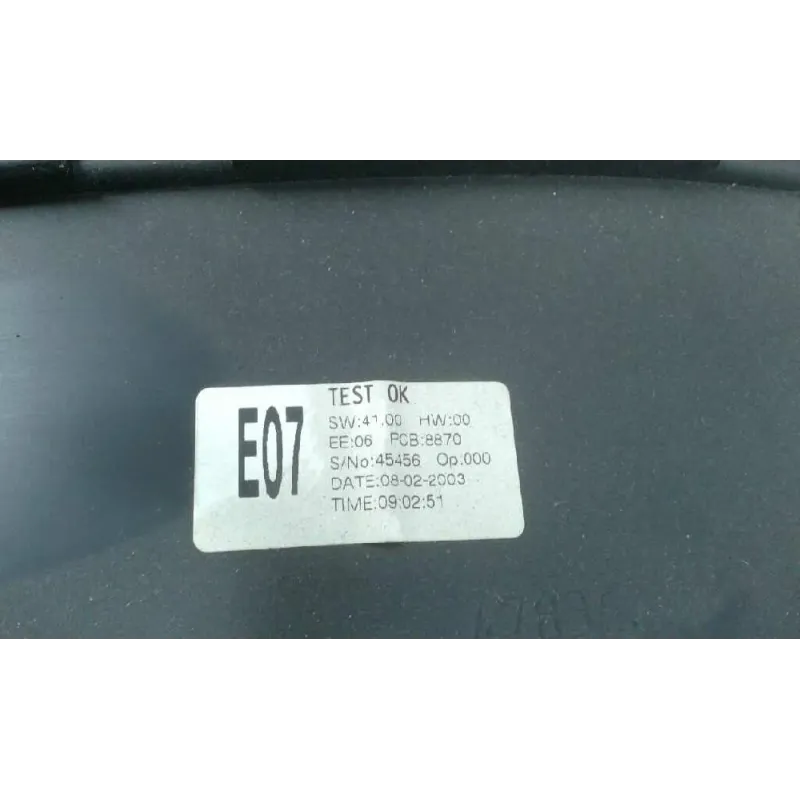 E07
TEST OK
SW:41.00 HW:00
EE:06 PCB:8870
S/No:45456 Op:000
DATE:08-02-2003
TIME:09:02:51